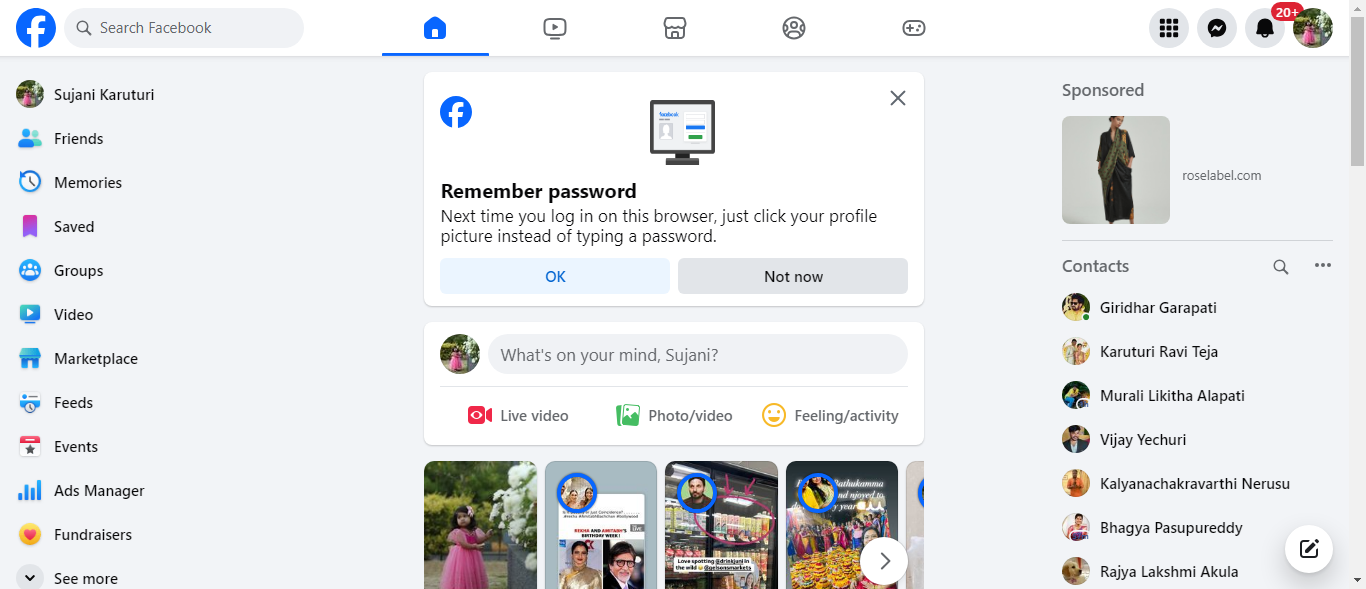 Search Facebook
20+
Sujani Karuturi
Friends
Memories
Saved
Groups
Video
Marketplace
Feeds
Events
Ads Manager
Fundraisers
See more
facebook
Remember password
Next time you log in on this browser, just click your profile
picture instead of typing a password.
OK
Not now
What's on your mind, Sujani?
Live video
Photo/video
Feeling/activity
REKHA AND AMITABH'S
BIRTHDAY WEEK !
Love spotting @drinkjuni in
the wild @gelsonsmarkets
Bathukamma
Sponsored
roselabel.com
Contacts
Giridhar Garapati
Karuturi Ravi Teja
Murali Likitha Alapati
Vijay Yechuri
Kalyanachakravarthi Nerusu
Bhagya Pasupureddy
Rajya Lakshmi Akula